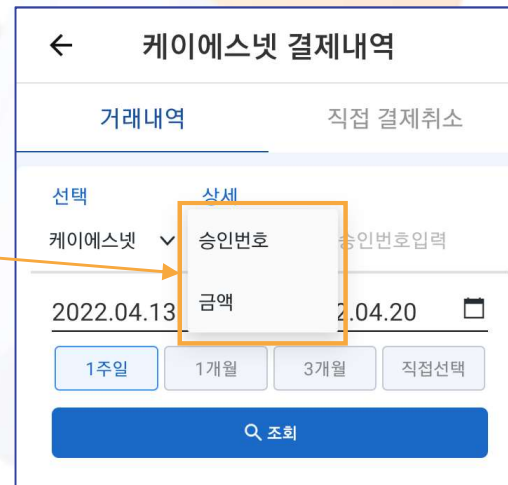 케이에스넷 결제내역
거래내역 직접 결제취소
선택 상세
케이에스넷 승인번호 승인번호입력
금액
2022.04.13 2.04.20
1주일 1개월 3개월 직접선택
조회